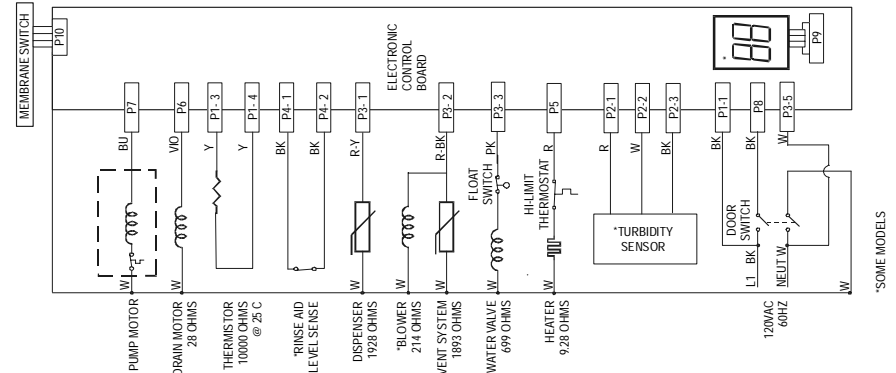 MEMBRANE SWITCH
P10
ELECTRONIC
CONTROL
BOARD
*
88
P9
P7
P6
P1-3
P1-4
P4-1
P4-2
P3-1
P3-2
P3-3
P5
P2-1
P2-2
P2-3
P1-1
P8
P3-5
BU
VIO
Y
Y
BK
BK
R-Y
R-BK
PK
R
R
W
BK
BK
BK
W
FLOAT
SWITCH
HI-LIMIT
THERMOSTAT
*TURBIDITY
SENSOR
DOOR
SWITCH
L1 BK
NEUT W
W
W
W
W
W
W
W
PUMP MOTOR
DRAIN MOTOR
28 OHMS
THERMISTOR
10000 OHMS
@ 25 C
*RINSE AID
LEVEL SENSE
DISPENSER
1928 OHMS
*BLOWER
214 OHMS
VENT SYSTEM
1893 OHMS
WATER VALVE
699 OHMS
HEATER
9.28 OHMS
120VAC
60HZ
*SOME MODELS